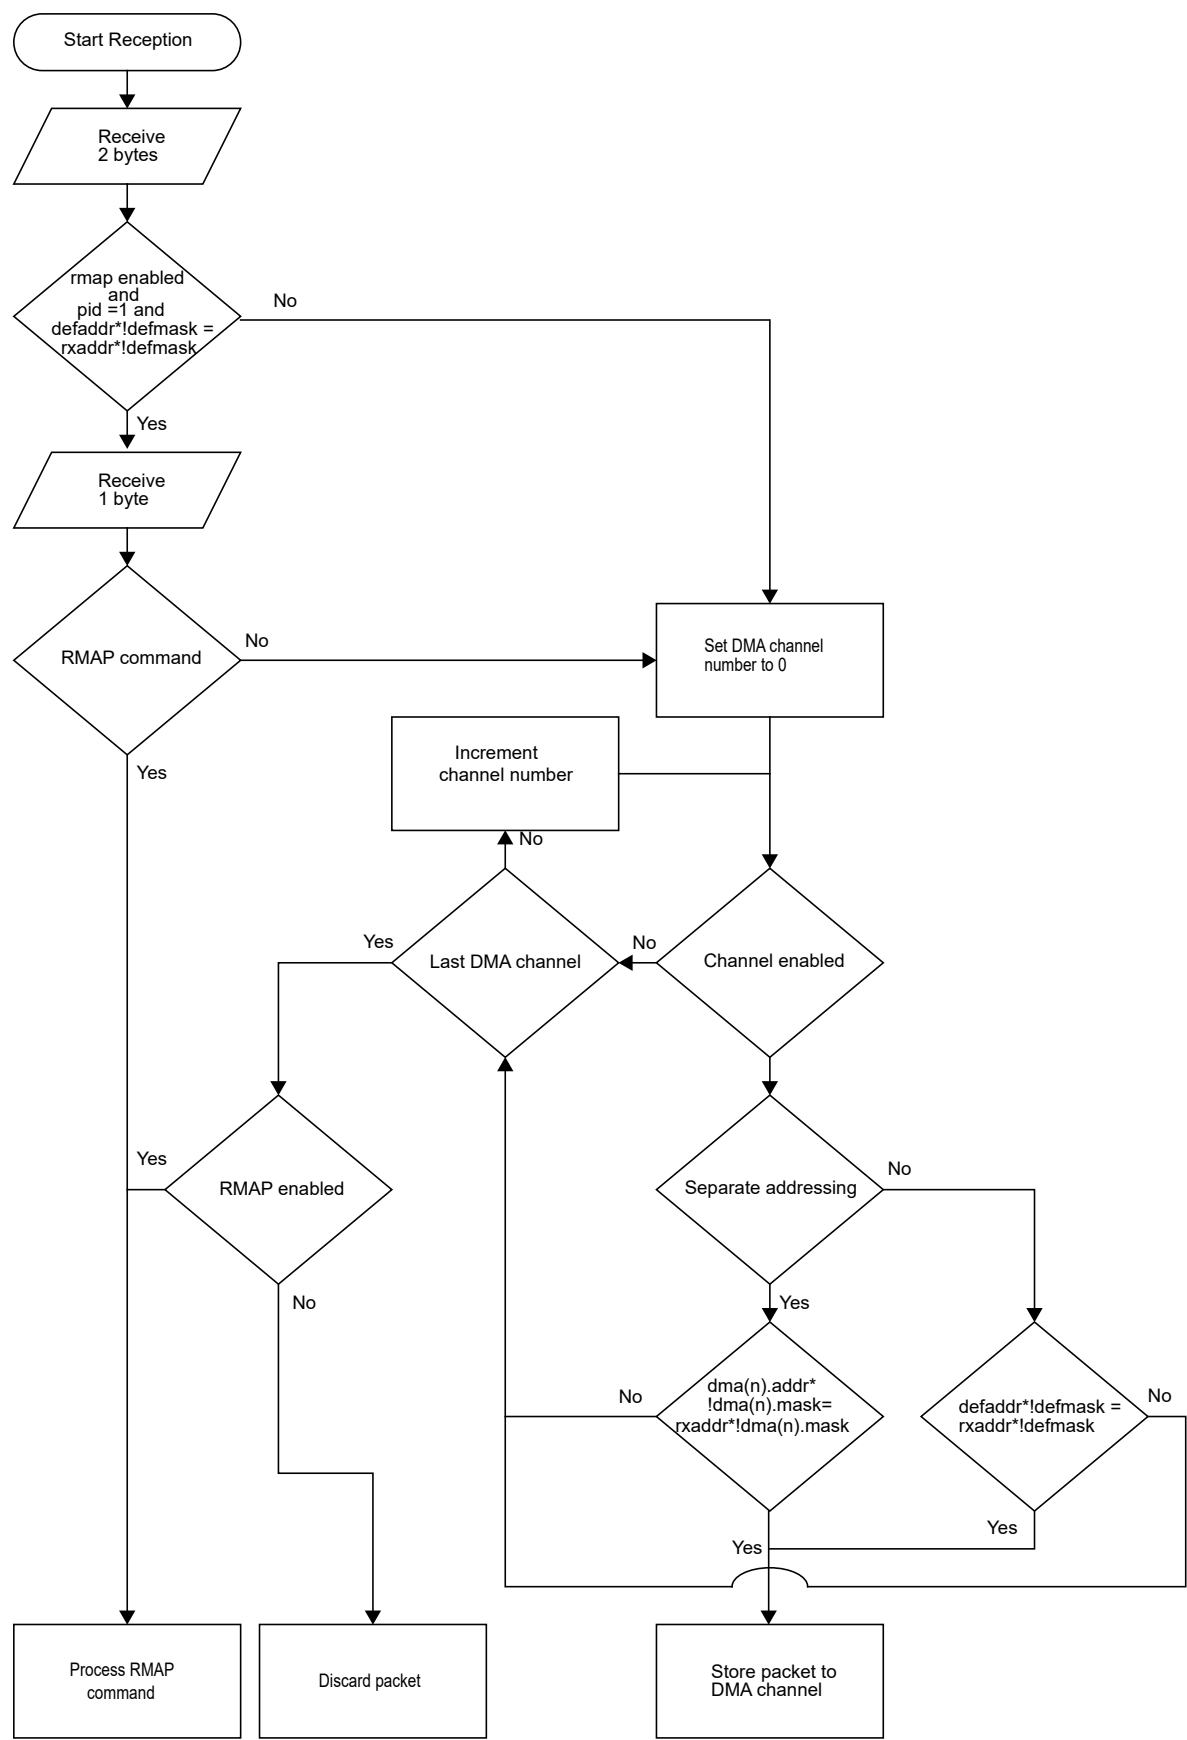 Start Reception
Receive
2 bytes
rmap enabled
and
pid =1 and
defaddr*!defmask =
rxaddr*!defmask
No
Yes
Receive
1 byte
RMAP command
No
Yes
Set DMA channel
number to 0
Increment
channel number
No
Last DMA channel
Yes
No
Channel enabled
RMAP enabled
Yes
No
Separate addressing
No
Yes
dma(n).addr*
!dma(n).mask=
rxaddr*!dma(n).mask
No
Yes
defaddr*!defmask =
rxaddr*!defmask
No
Yes
Process RMAP
command
Discard packet
Store packet to
DMA channel